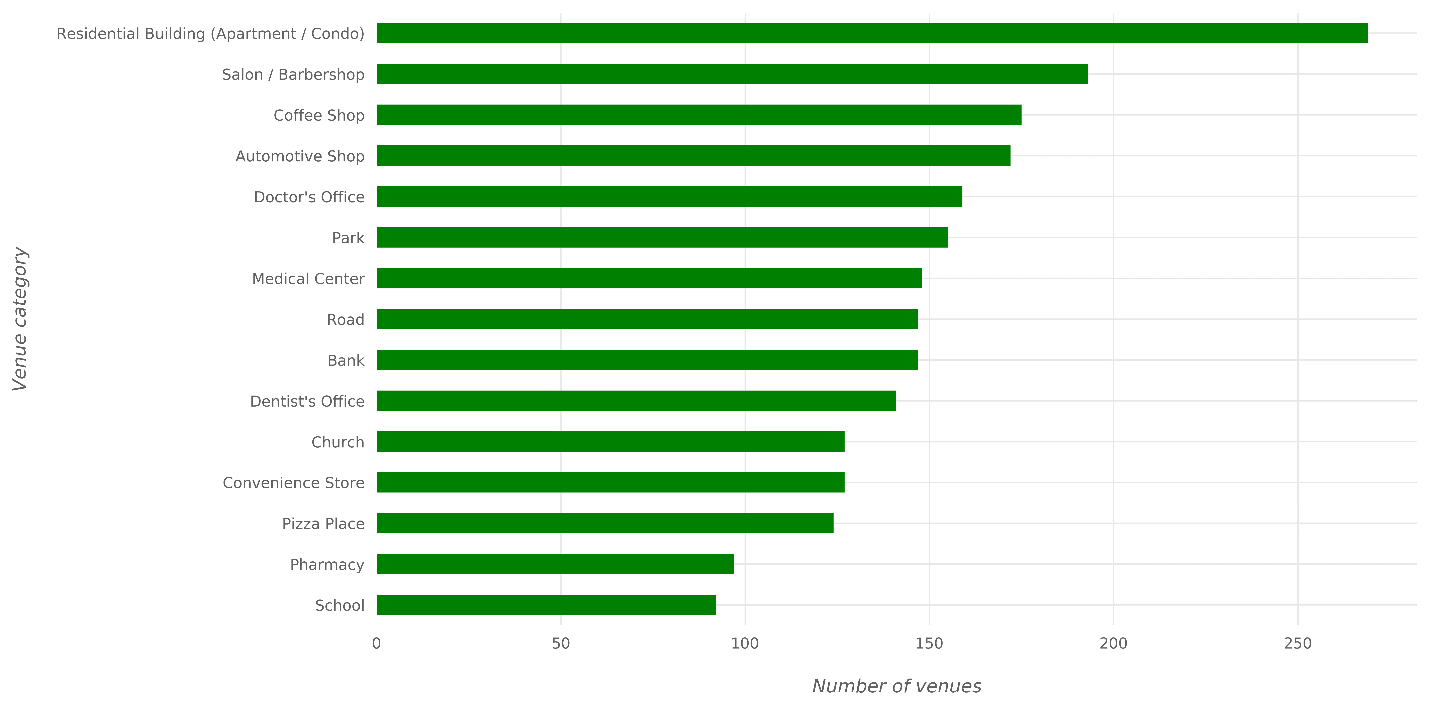 Residential Building (Apartment / Condo)
Salon / Barbershop
Coffee Shop
Automotive Shop
Doctor's Office
Park
Medical Center
Road
Bank
Dentist's Office
Church
Convenience Store
Pizza Place
Pharmacy
School
Venue category
0 50 100 150 200 250
Number of venues